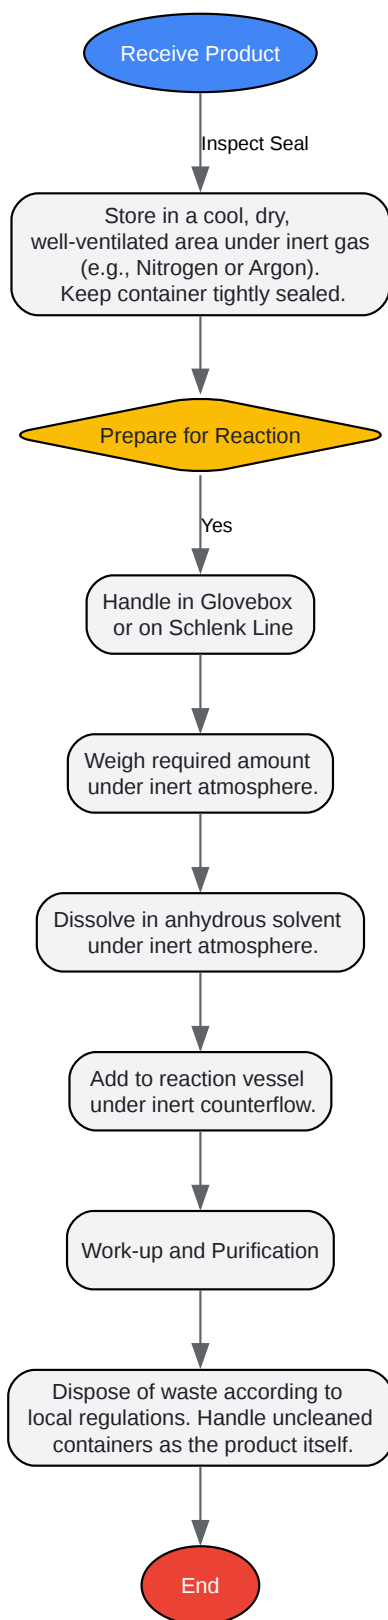 Receive Product
Inspect Seal
Store in a cool, dry,
well-ventilated area under inert gas
(e.g., Nitrogen or Argon).
Keep container tightly sealed.
Prepare for Reaction
Yes
Handle in Glovebox
or on Schlenk Line
Weigh required amount
under inert atmosphere.
Dissolve in anhydrous solvent
under inert atmosphere.
Add to reaction vessel
under inert counterflow.
Work-up and Purification
Dispose of waste according to
local regulations. Handle uncleaned
containers as the product itself.
End